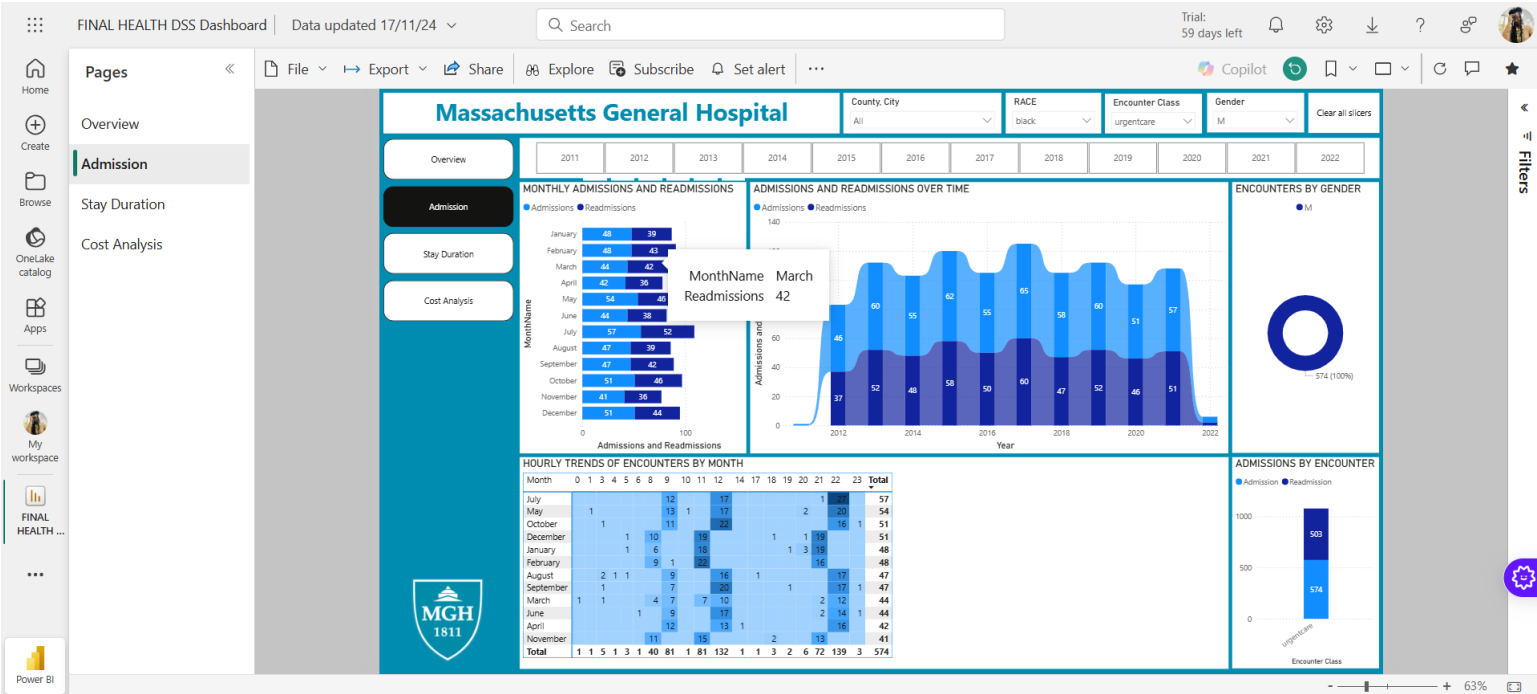 FINAL HEALTH DSS Dashboard
Data updated 17/11/24
Search
Trial:
59 days left
Home
Create
Browse
OneLake
catalog
Apps
Workspaces
My
workspace
FINAL
HEALTH ...
Power BI
Pages
Overview
Admission
Stay Duration
Cost Analysis
File Export Share Explore Subscribe Set alert ... Copilot
Filters
Massachusetts General Hospital
County, City
All
RACE
black
Encounter Class
urgentcare
Gender
M
Clear all slicers
Overview
Admission
Stay Duration
Cost Analysis
MGH
1811
2011 2012 2013 2014 2015 2016 2017 2018 2019 2020 2021 2022
MONTHLY ADMISSIONS AND READMISSIONS
Admissions Readmissions
MonthName
January 48 39
February 48 43
March 44 42
April 42 36
May 54 46
June 44 38
July 57 52
August 47 39
September 47 42
October 51 46
November 41 36
December 51 44
0 100
Admissions and Readmissions
MonthName March
Readmissions 42
ADMISSIONS AND READMISSIONS OVER TIME
Admissions Readmissions
140
60
40
20
0
Admissions and
46 60 55 62 55 65 58 60 51 57
37 52 48 58 50 60 47 52 46 51
2012 2014 2016 2018 2020 2022
Year
ENCOUNTERS BY GENDER
M
574 (100%)
HOURLY TRENDS OF ENCOUNTERS BY MONTH
Month 0 1 3 4 5 6 8 9 10 11 12 14 17 18 19 20 21 22 23 Total
July 12 17 1 27 57
May 1 13 1 17 2 20 54
October 1 11 22 16 1 51
December 1 10 19 1 1 19 51
January 1 6 18 1 3 19 48
February 9 1 22 16 48
August 2 1 1 9 16 1 17 47
September 1 7 20 1 17 1 47
March 1 1 4 7 7 10 2 12 44
June 1 9 17 2 14 1 44
April 12 13 1 16 42
November 11 15 2 13 41
Total 1 1 5 1 3 1 40 81 1 81 132 1 1 3 2 6 72 139 3 574
ADMISSIONS BY ENCOUNTER
Admission Readmission
1000
500
0
503
574
urgentcare
Encounter Class
63%